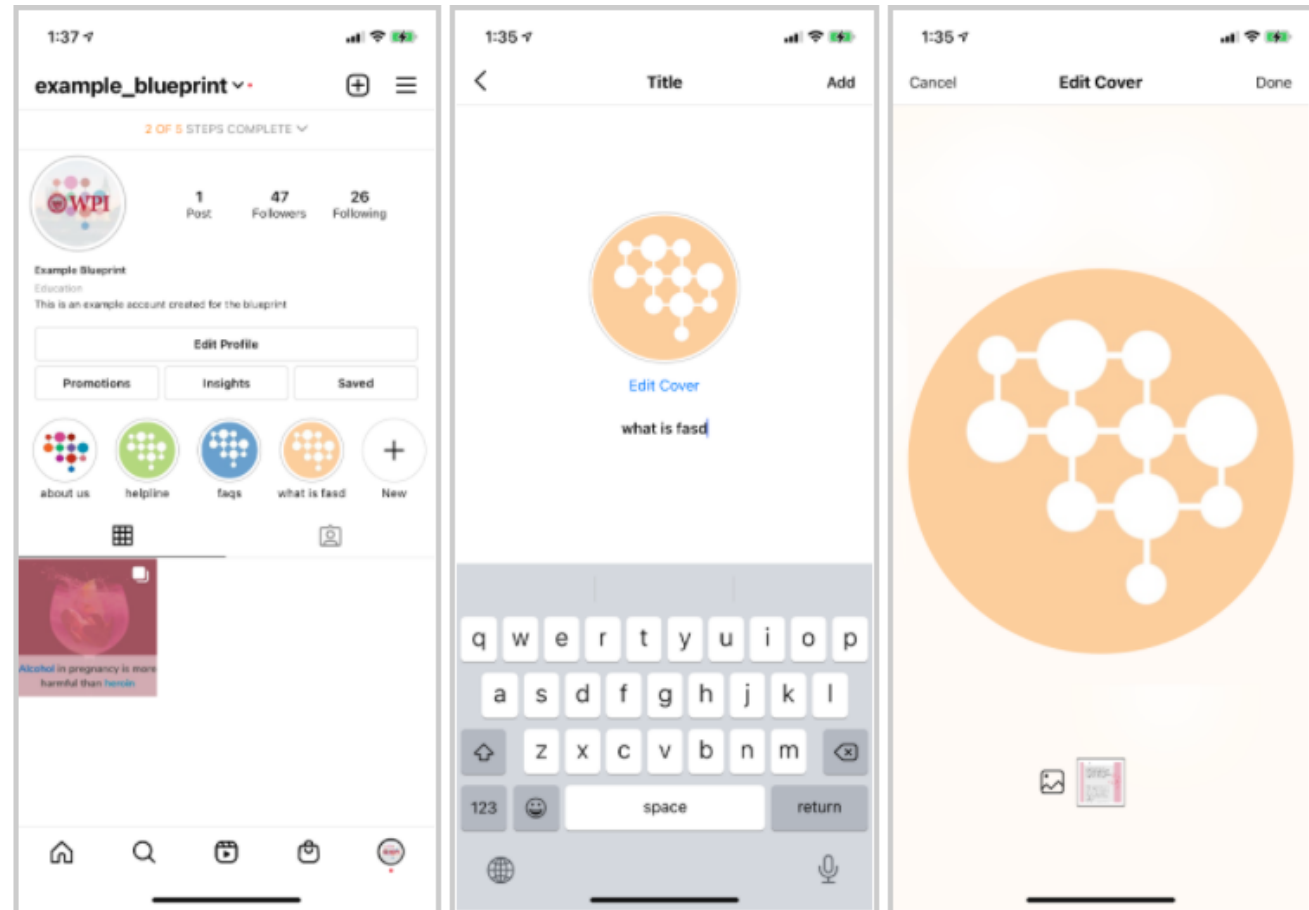 1:37
example_blueprint
2 OF 5 STEPS COMPLETE
WPI
1 47 26
Post Followers Following
Example Blueprint
Education
This is an example account created for the blueprint
Edit Profile
Promotions Insights Saved
about us helpline faqs what is fasd New
Alcohol in pregnancy is more
harmful than heroin
1:35
Title Add
Edit Cover
what is fasd
q w e r t y u i o p
a s d f g h j k l
z x c v b n m
123 space return
1:35
Cancel Edit Cover Done